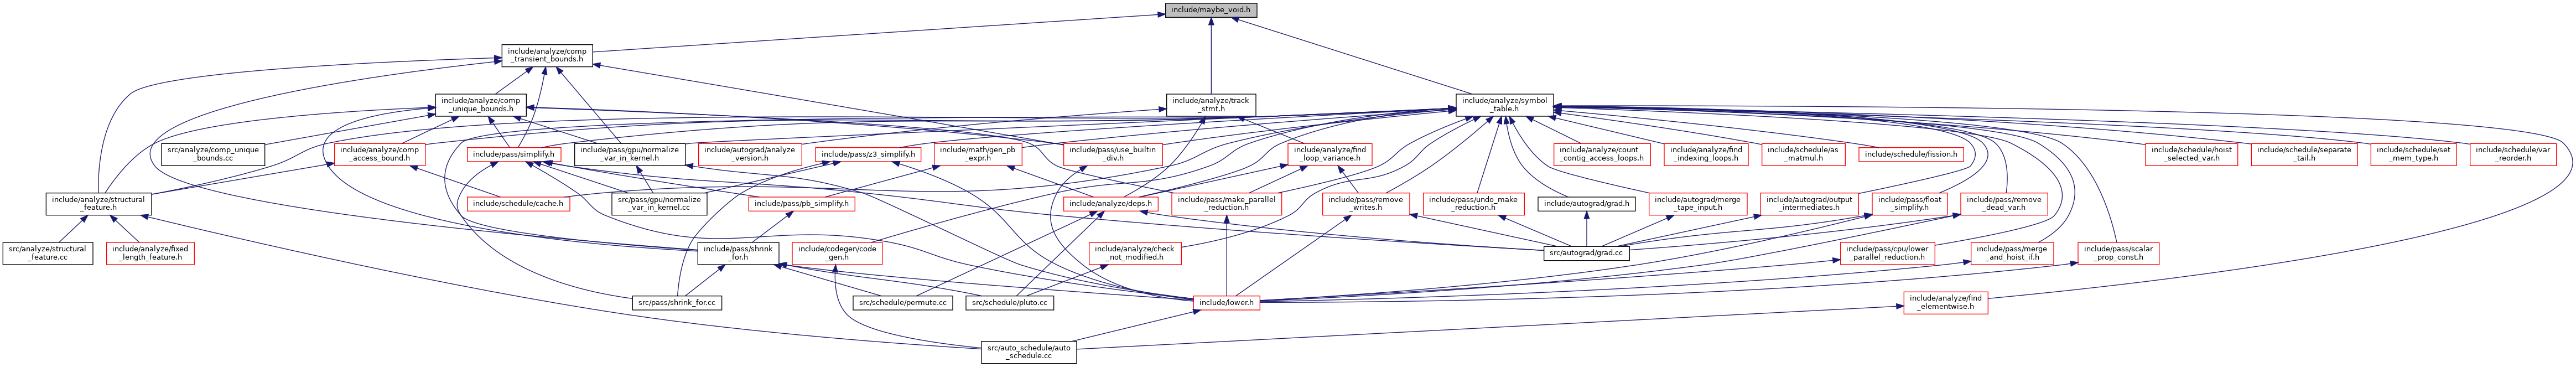 include/maybe_void.h
include/analyze/comp
_transient_bounds.h
include/analyze/comp
_unique_bounds.h
include/analyze/track
_stmt.h
include/analyze/symbol
_table.h
src/analyze/comp_unique
_bounds.cc
include/analyze/comp
_access_bound.h
include/pass/simplify.h
include/pass/gpu/normalize
_var_in_kernel.h
include/autograd/analyze
_version.h
include/pass/z3_simplify.h
include/math/gen_pb
_expr.h
include/pass/use_builtin
_div.h
include/analyze/find
_loop_variance.h
include/analyze/count
_contig_access_loops.h
include/analyze/find
_indexing_loops.h
include/schedule/as
_matmul.h
include/schedule/fission.h
include/schedule/hoist
_selected_var.h
include/schedule/separate
_tail.h
include/schedule/set
_mem_type.h
include/schedule/var
_reorder.h
include/analyze/structural
_feature.h
include/schedule/cache.h
src/pass/gpu/normalize
_var_in_kernel.cc
include/pass/pb_simplify.h
include/analyze/deps.h
include/pass/make_parallel
_reduction.h
include/pass/remove
_writes.h
include/pass/undo_make
_reduction.h
include/autograd/grad.h
include/autograd/merge
_tape_input.h
include/autograd/output
_intermediates.h
include/pass/float
_simplify.h
include/pass/remove
_dead_var.h
src/analyze/structural
_feature.cc
include/analyze/fixed
_length_feature.h
include/pass/shrink
_for.h
include/codegen/code
_gen.h
include/analyze/check
_not_modified.h
src/autograd/grad.cc
include/pass/cpu/lower
_parallel_reduction.h
include/pass/merge
_and_hoist_if.h
include/pass/scalar
_prop_const.h
src/pass/shrink_for.cc
src/schedule/permute.cc
src/schedule/pluto.cc
include/lower.h
include/analyze/find
_elementwise.h
src/auto_schedule/auto
_schedule.cc